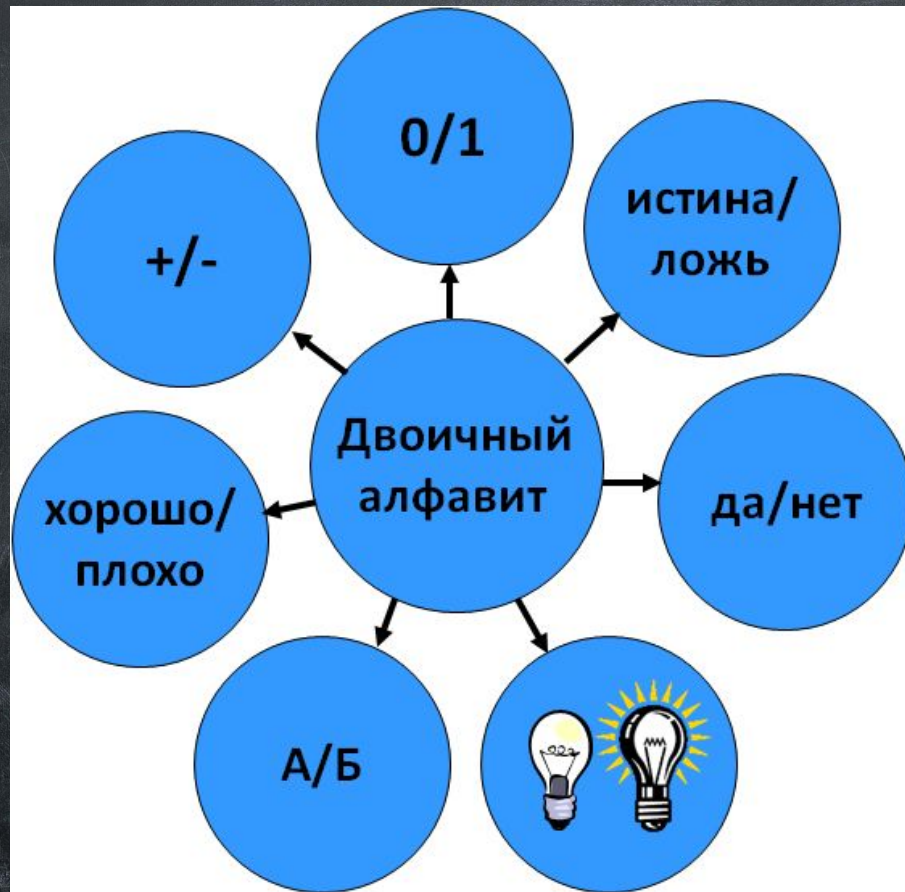 0/1
истина/
ложь
+/-
Двоичный
алфавит
да/нет
хорошо/
плохо
А/Б